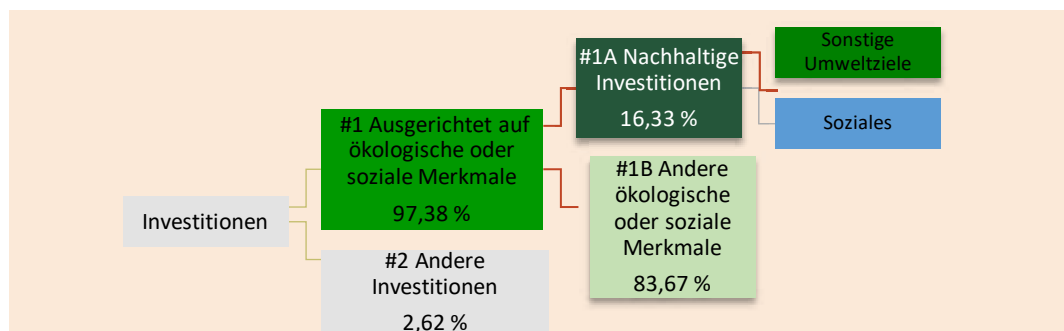 Investitionen
#1 Ausgerichtet auf
ökologische oder
soziale Merkmale
97,38 %
#2 Andere
Investitionen
2,62 %
#1A Nachhaltige
Investitionen
16,33 %
#1B Andere
ökologische
oder soziale
Merkmale
83,67 %
Sonstige
Umweltziele
Soziales